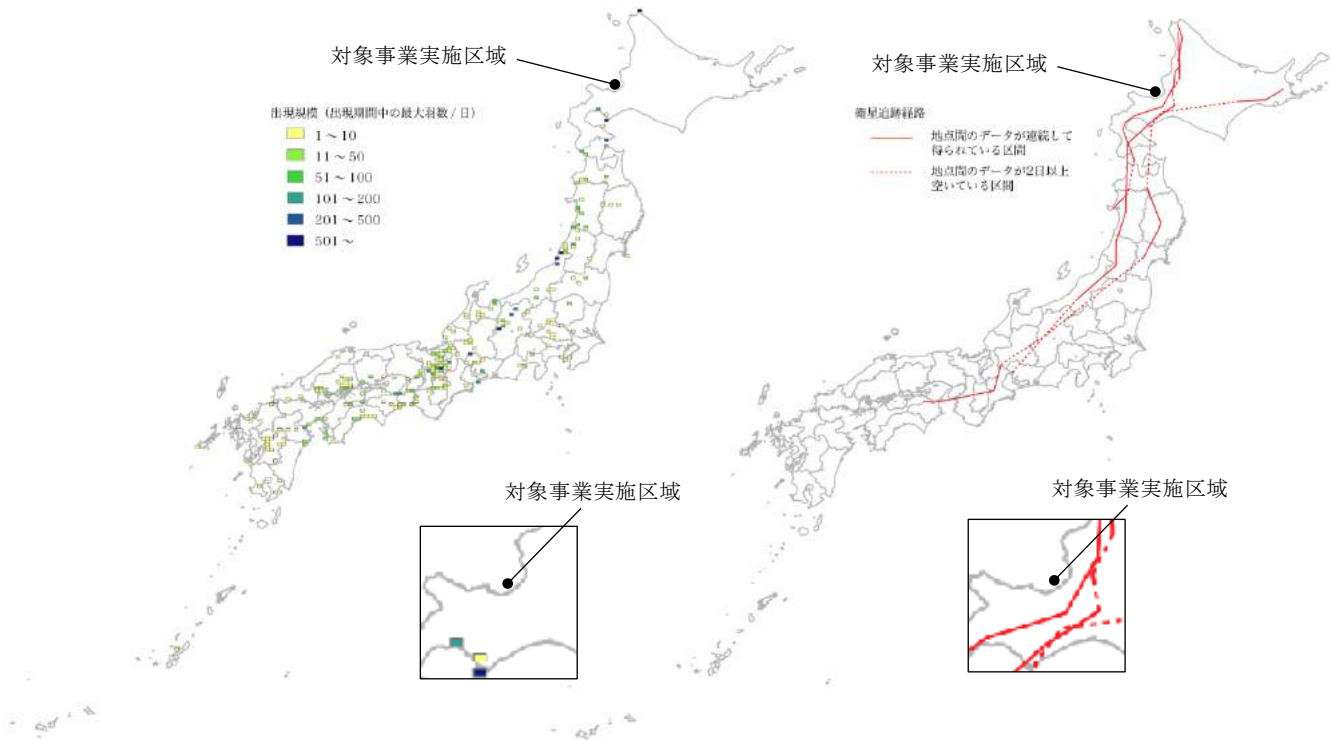 対象事業実施区域
出現規模（出現期間中の最大羽数／日）
1～10
11～50
51～100
101～200
201～500
501～
対象事業実施区域
対象事業実施区域
衛星追跡経路
地点間のデータが連続して
得られている区間
地点間のデータが2日以上
空いている区間
対象事業実施区域